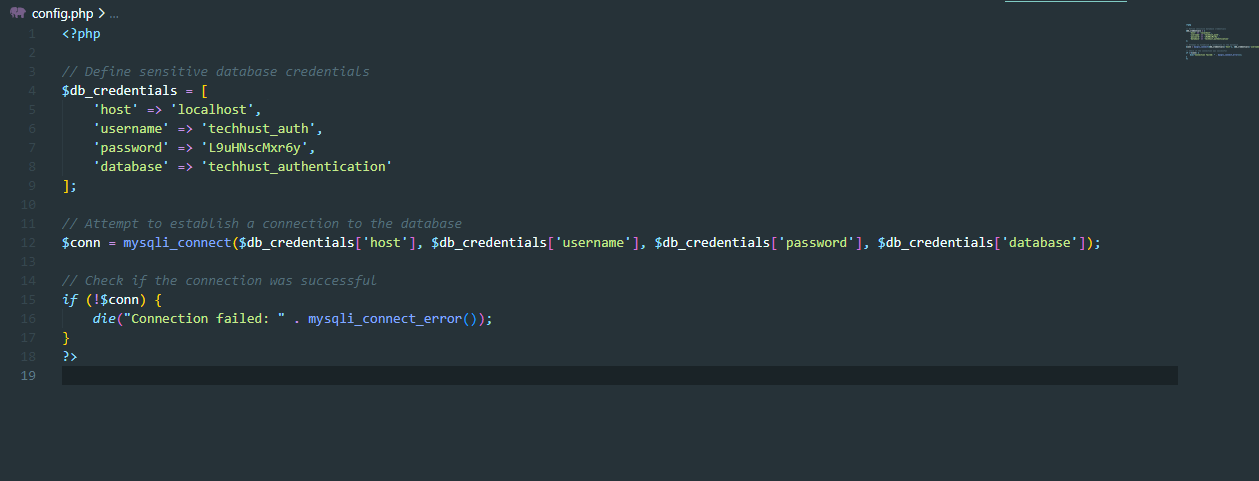 config.php > ...
1 <?php
2
3 // Define sensitive database credentials
4 $db_credentials = [
5 'host' => 'localhost',
6 'username' => 'techhust_auth',
7 'password' => 'L9uHNscMxr6y',
8 'database' => 'techhust_authentication'
9 ];
10
11 // Attempt to establish a connection to the database
12 $conn = mysqli_connect($db_credentials['host'], $db_credentials['username'], $db_credentials['password'], $db_credentials['database']);
13
14 // Check if the connection was successful
15 if (!$conn) {
16 die("Connection failed: " . mysqli_connect_error());
17 }
18 ?>
19